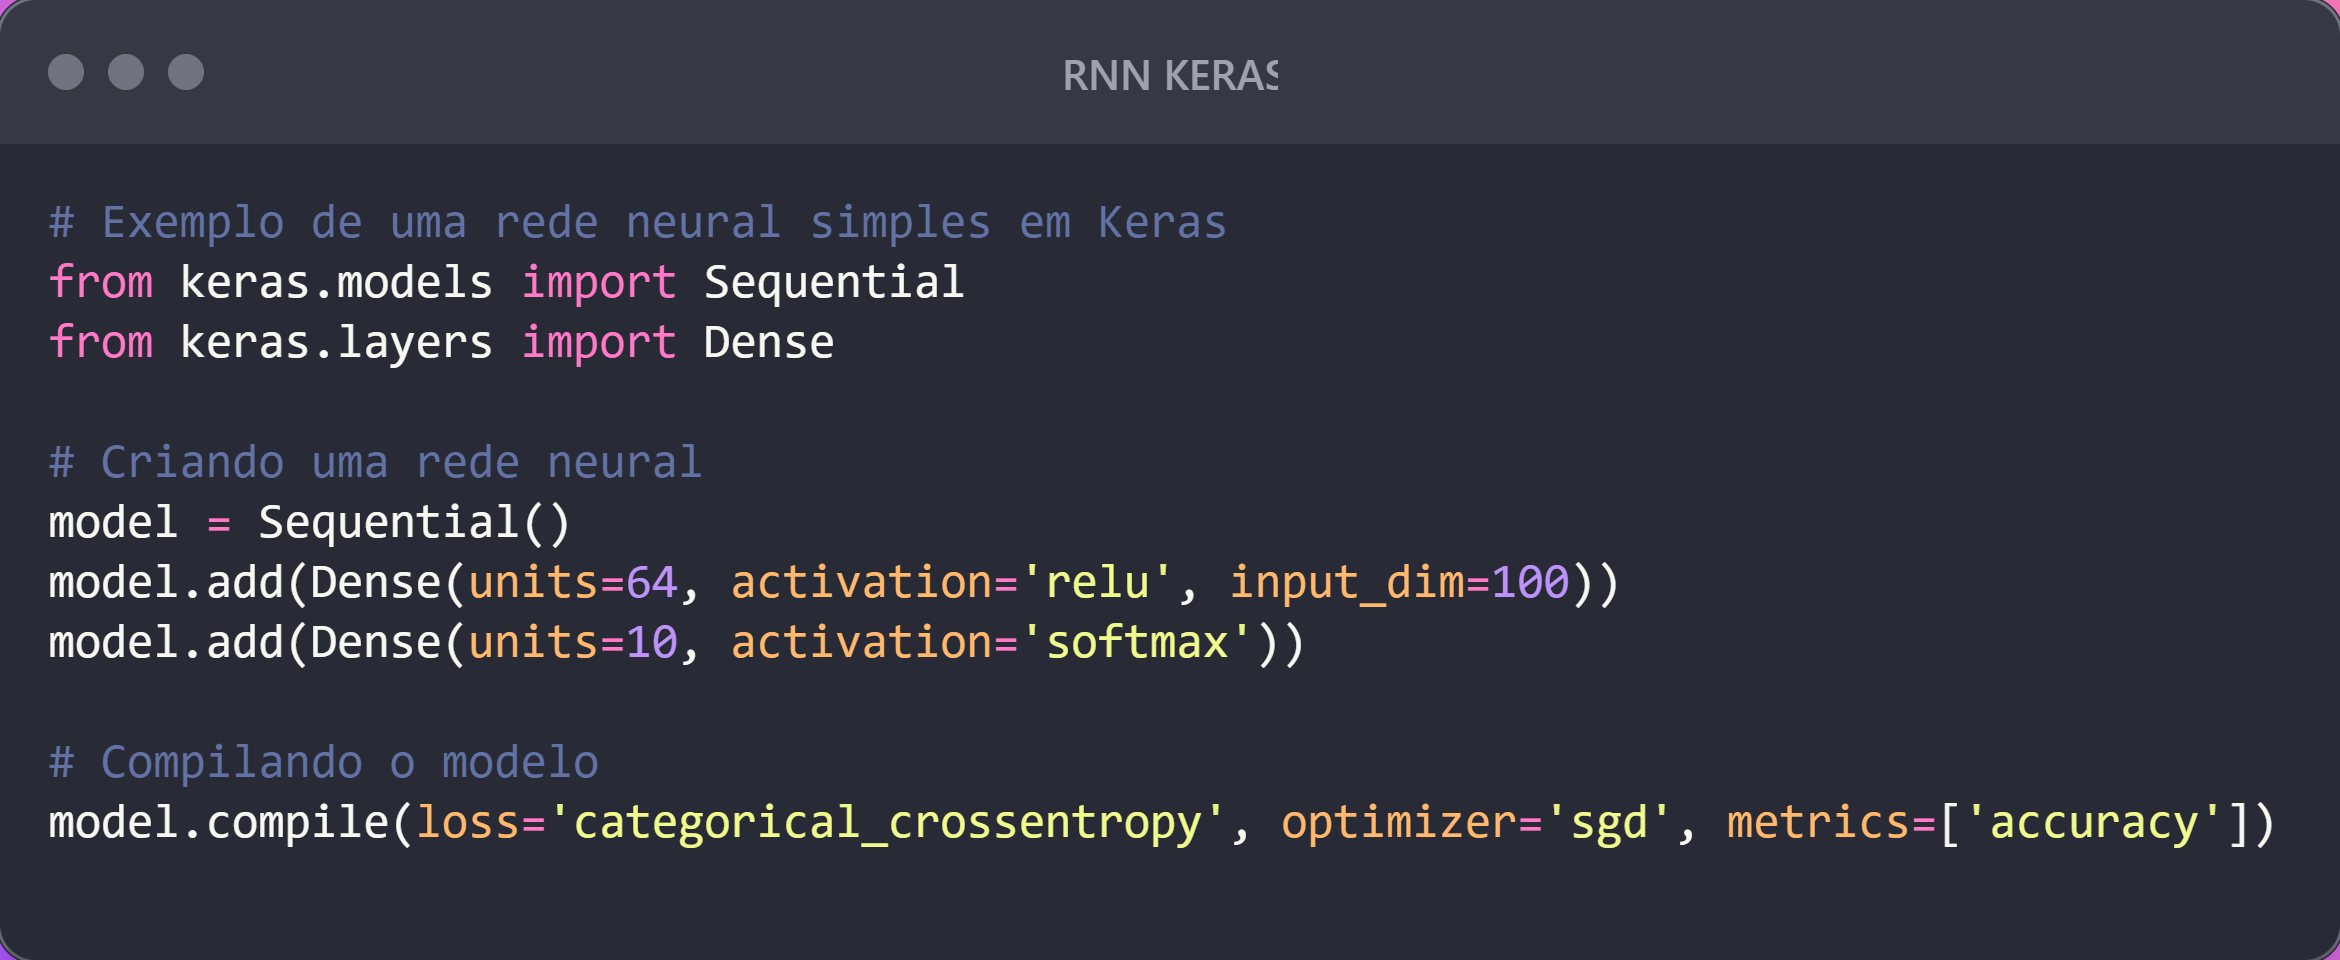 RNN KERAS
# Exemplo de uma rede neural simples em Keras
from keras.models import Sequential
from keras.layers import Dense
# Criando uma rede neural
model = Sequential()
model.add(Dense(units=64, activation='relu', input_dim=100))
model.add(Dense(units=10, activation='softmax'))
# Compilando o modelo
model.compile(loss='categorical_crossentropy', optimizer='sgd', metrics=['accuracy'])